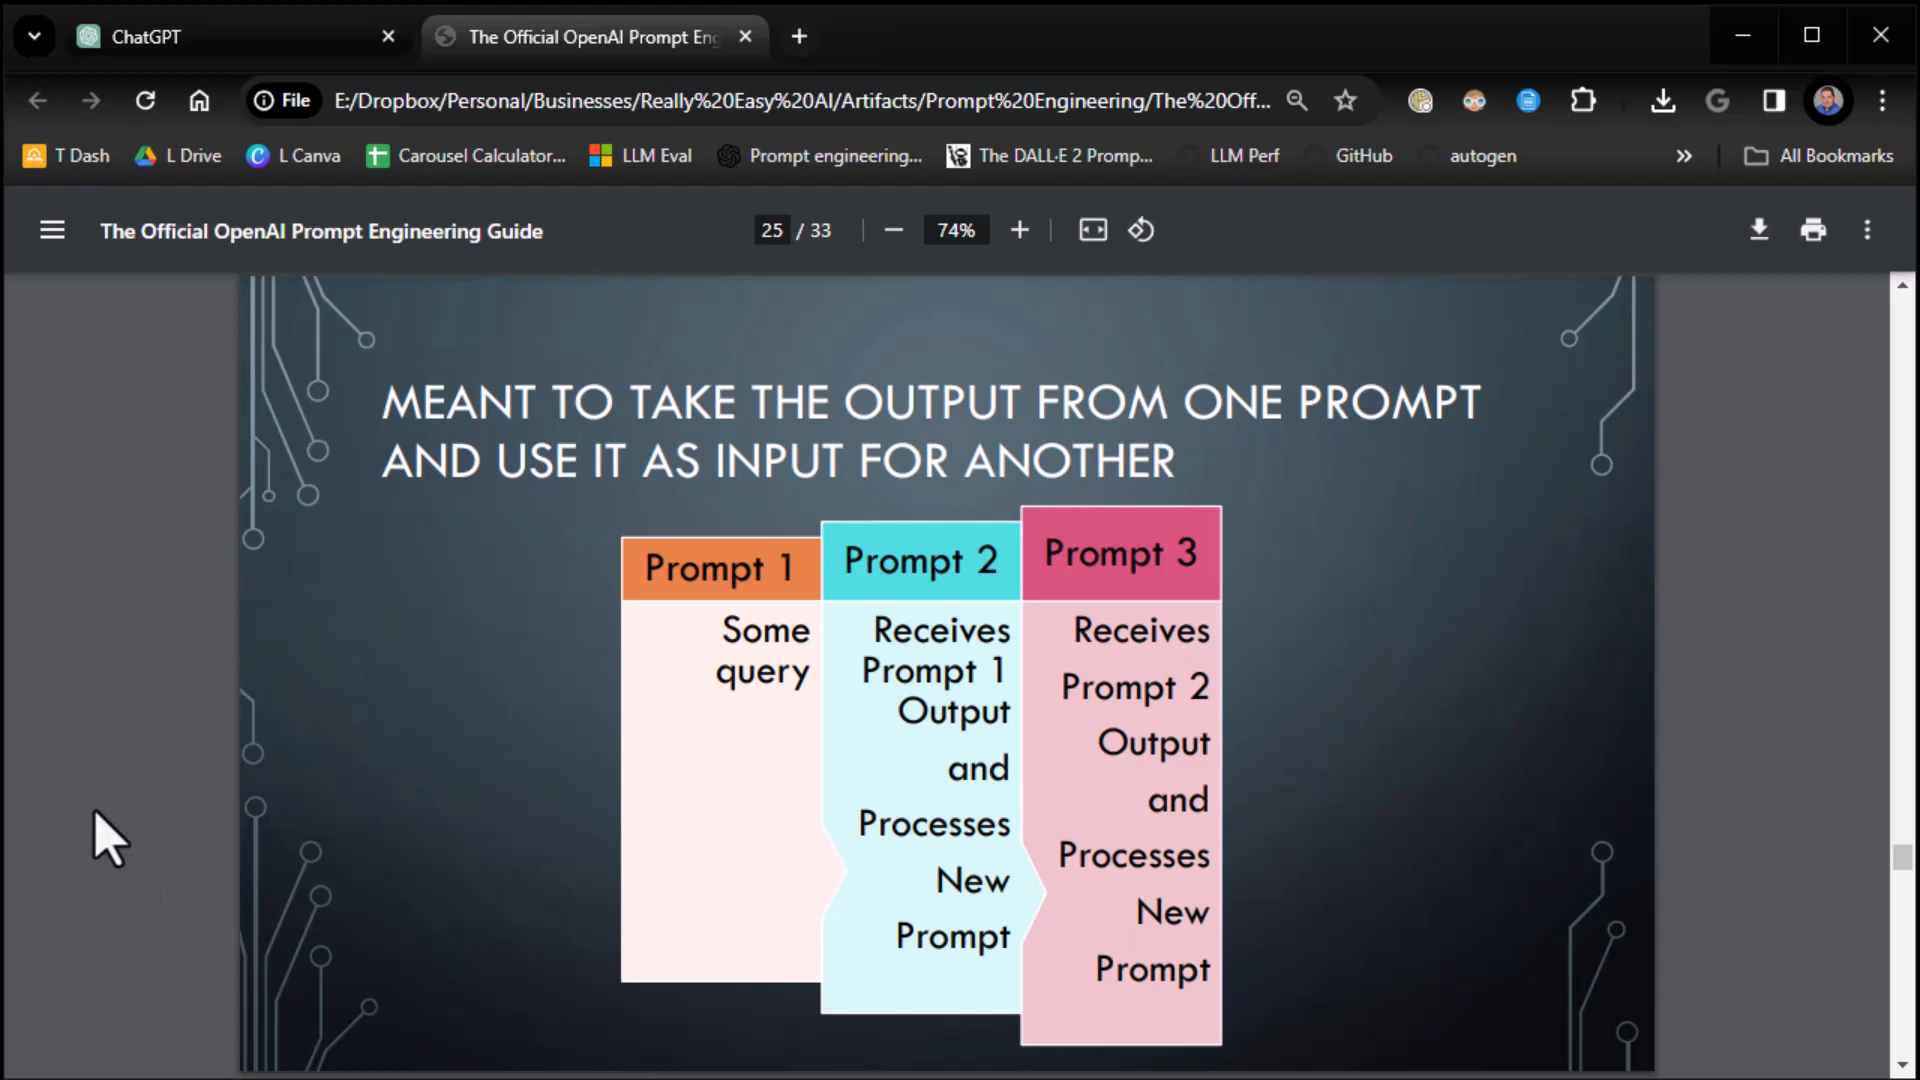 ChatGPT
The Official OpenAI Prompt Eng
File
E:/Dropbox/Personal/Businesses/Really%20Easy%20AI/Artifacts/Prompt%20Engineering/The%20Off...
T Dash
L Drive
L Canva
Carousel Calculator...
LLM Eval
Prompt engineering...
The DALL·E 2 Promp...
LLM Perf
GitHub
autogen
All Bookmarks
The Official OpenAI Prompt Engineering Guide
25 / 33
74%
MEANT TO TAKE THE OUTPUT FROM ONE PROMPT
AND USE IT AS INPUT FOR ANOTHER
Prompt 1
Some
query
Prompt 2
Receives
Prompt 1
Output
and
Processes
New
Prompt
Prompt 3
Receives
Prompt 2
Output
and
Processes
New
Prompt